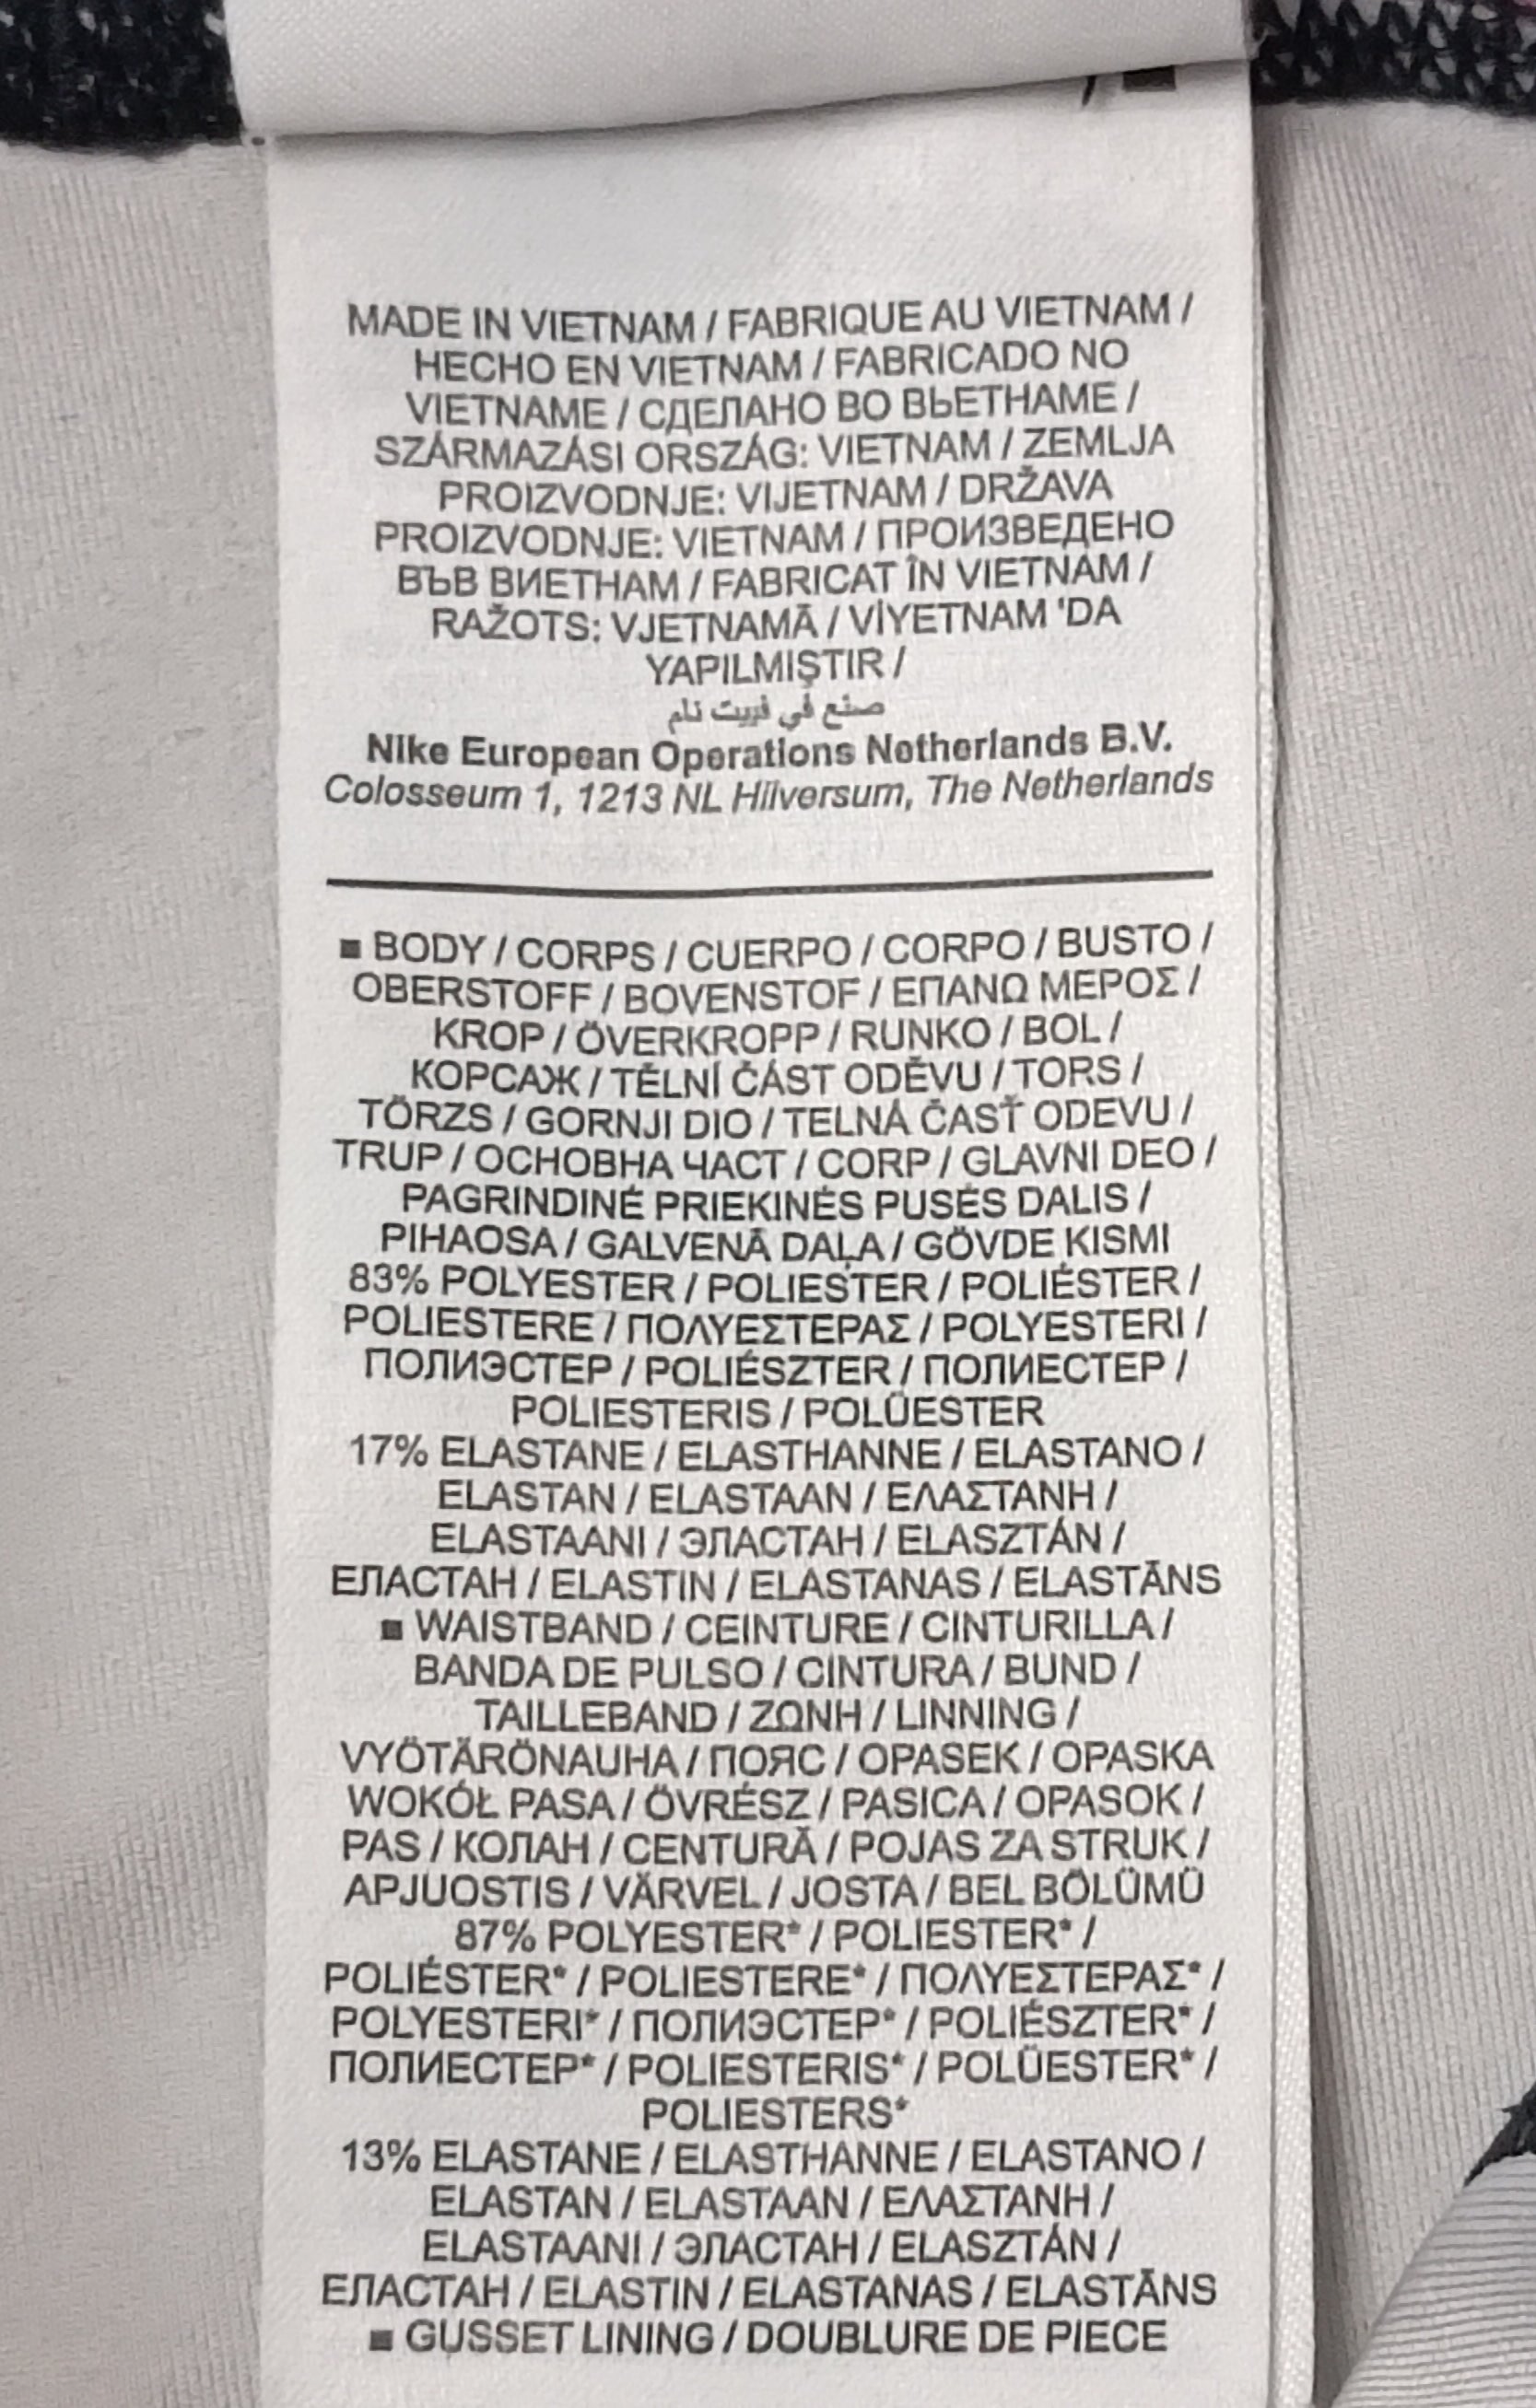 MADE IN VIETNAM / FABRIQUE AU VIETNAM /
HECHO EN VIETNAM / FABRICADO NO
VIETNAME / СДЕЛАНО ВО ВЬЕТНАМЕ /
SZÁRMAZÁSI ORSZÁG: VIETNAM / ZEMLJA
PROIZVODNJE: VIJETNAM / DRŽAVA
PROIZVODNJE: VIETNAM / ПРОИЗВЕДЕНО
ВЪВ ВИЕТНАМ / FABRICAT ÎN VIETNAM /
RAŽOTS: VJETNAMĀ / VİYETNAM 'DA
YAPILMIŞTIR /
صنع في فييت نام
Nike European Operations Netherlands B.V.
Colosseum 1, 1213 NL Hilversum, The Netherlands
■ BODY / CORPS / CUERPO / CORPO / BUSTO /
OBERSTOFF / BOVENSTOF / ΕΠΑΝΩ ΜΕΡΟΣ /
KROP / ÖVERKROPP / RUNKO / BOL /
КОРСАЖ / TĚLNÍ ČÁST ODĚVU / TORS /
TÖRZS / GORNJI DIO / TELNÁ ČASŤ ODEVU /
TRUP / ОСНОВНА ЧАСТ / CORP / GLAVNI DEO /
PAGRINDINĖ PRIEKINĖS PUSĖS DALIS /
PIHAOSA / GALVENĀ DAĻA / GÖVDE KISMI
83% POLYESTER / POLIESTER / POLIÉSTER /
POLIESTERE / ΠΟΛΥΕΣΤΕΡΑΣ / POLYESTERI /
ПОЛИЭСТЕР / POLIÉSZTER / ПОЛИЕСТЕР /
POLIESTERIS / POLÜESTER
17% ELASTANE / ELASTHANNE / ELASTANO /
ELASTAN / ELASTAAN / ΕΛΑΣΤΑΝΗ /
ELASTAANI / ЭЛАСТАН / ELASZTÁN /
ЕЛАСТАН / ELASTIN / ELASTANAS / ELASTĀNS
■ WAISTBAND / CEINTURE / CINTURILLA /
BANDA DE PULSO / CINTURA / BUND /
TAILLEBAND / ΖΩΝΗ / LINNING /
VYÖTÄRÖNAUHA / ПОЯС / OPASEK / OPASKA
WOKÓŁ PASA / ÖVRÉSZ / PASICA / OPASOK /
PAS / КОЛАН / CENTURĂ / POJAS ZA STRUK /
APJUOSTIS / VÄRVEL / JOSTA / BEL BÖLÜMÜ
87% POLYESTER* / POLIESTER* /
POLIÉSTER* / POLIESTERE* / ΠΟΛΥΕΣΤΕΡΑΣ* /
POLYESTERI* / ПОЛИЭСТЕР* / POLIÉSZTER* /
ПОЛИЕСТЕР* / POLIESTERIS* / POLÜESTER* /
POLIESTERS*
13% ELASTANE / ELASTHANNE / ELASTANO /
ELASTAN / ELASTAAN / ΕΛΑΣΤΑΝΗ /
ELASTAANI / ЭЛАСТАН / ELASZTÁN /
ЕЛАСТАН / ELASTIN / ELASTANAS / ELASTĀNS
■ GUSSET LINING / DOUBLURE DE PIECE